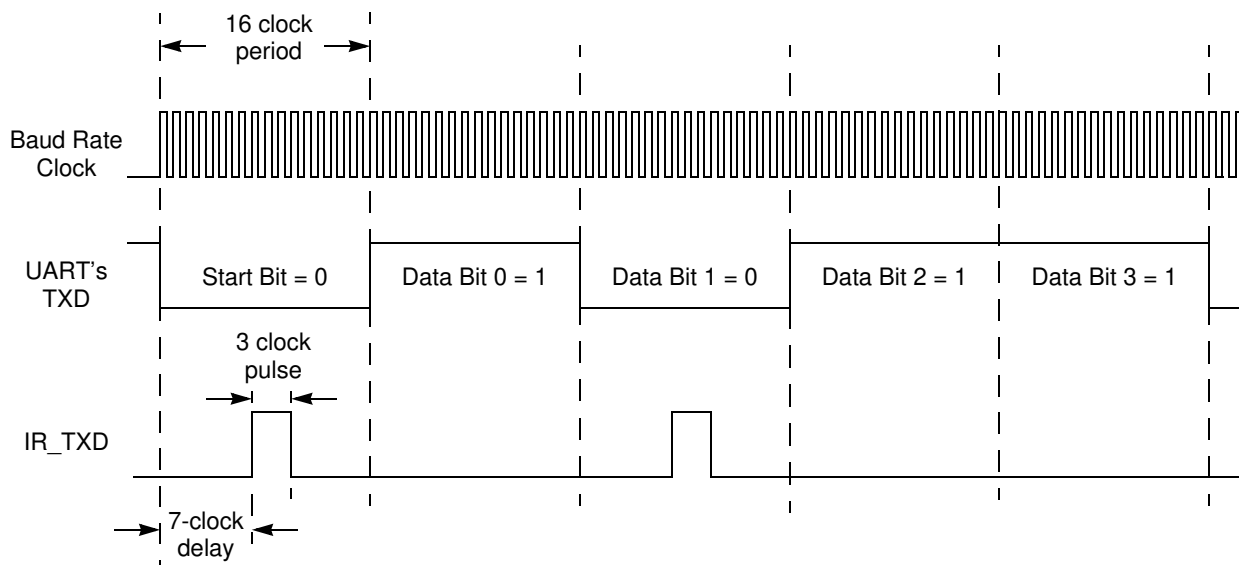 16 clock
period
Baud Rate
Clock
UART's
TXD
Start Bit = 0
Data Bit 0 = 1
Data Bit 1 = 0
Data Bit 2 = 1
Data Bit 3 = 1
3 clock
pulse
IR_TXD
7-clock
delay